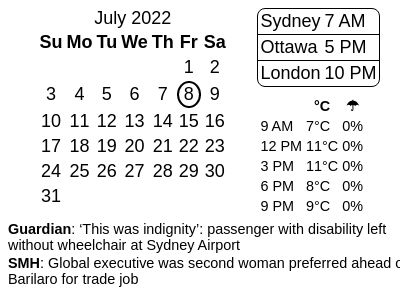 July 2022
Su Mo Tu We Th Fr Sa
1 2
3 4 5 6 7 8 9
10 11 12 13 14 15 16
17 18 19 20 21 22 23
24 25 26 27 28 29 30
31
Sydney 7 AM
Ottawa 5 PM
London 10 PM
°C ☂
9 AM 7°C 0%
12 PM 11°C 0%
3 PM 11°C 0%
6 PM 8°C 0%
9 PM 9°C 0%
Guardian: ‘This was indignity’: passenger with disability left
without wheelchair at Sydney Airport
SMH: Global executive was second woman preferred ahead o
Barilaro for trade job